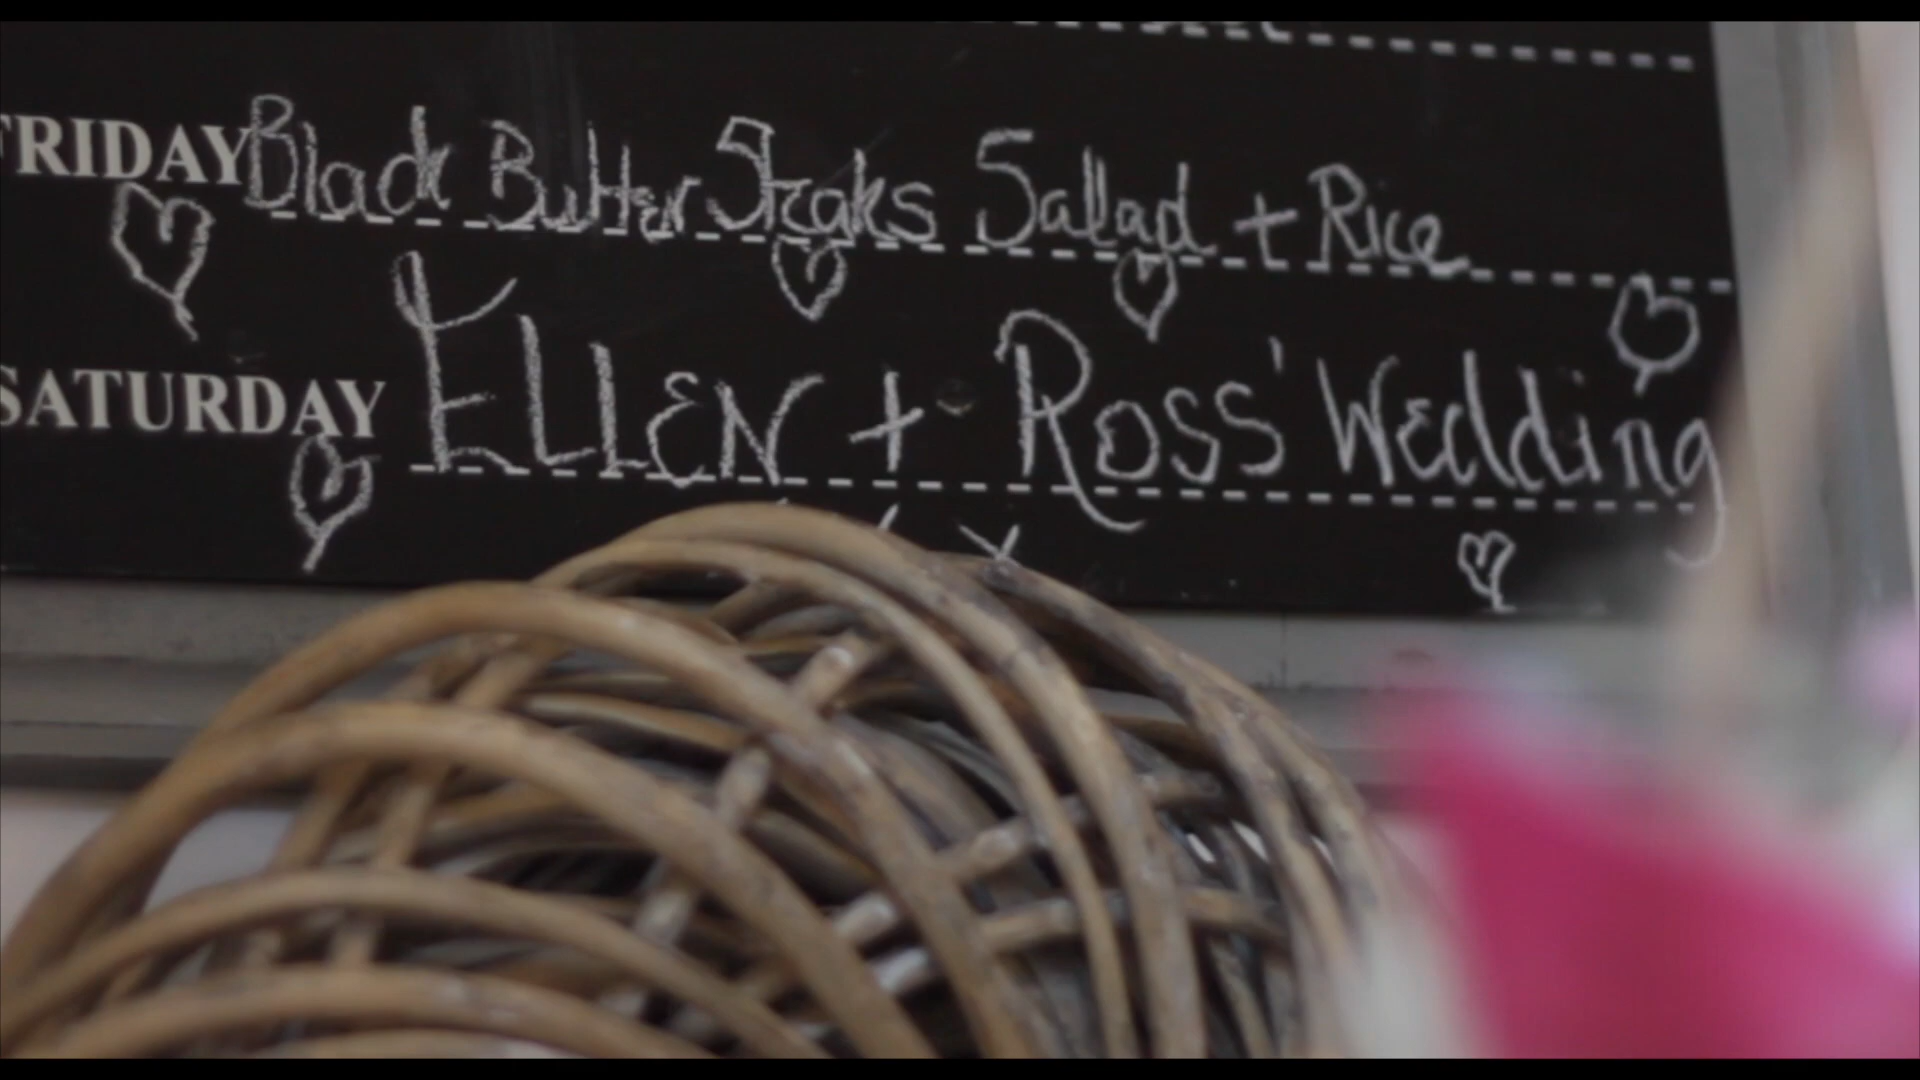 FRIDAY Black Butter Steaks Sallad + Rice
SATURDAY ELLEN + ROSS' Wedding